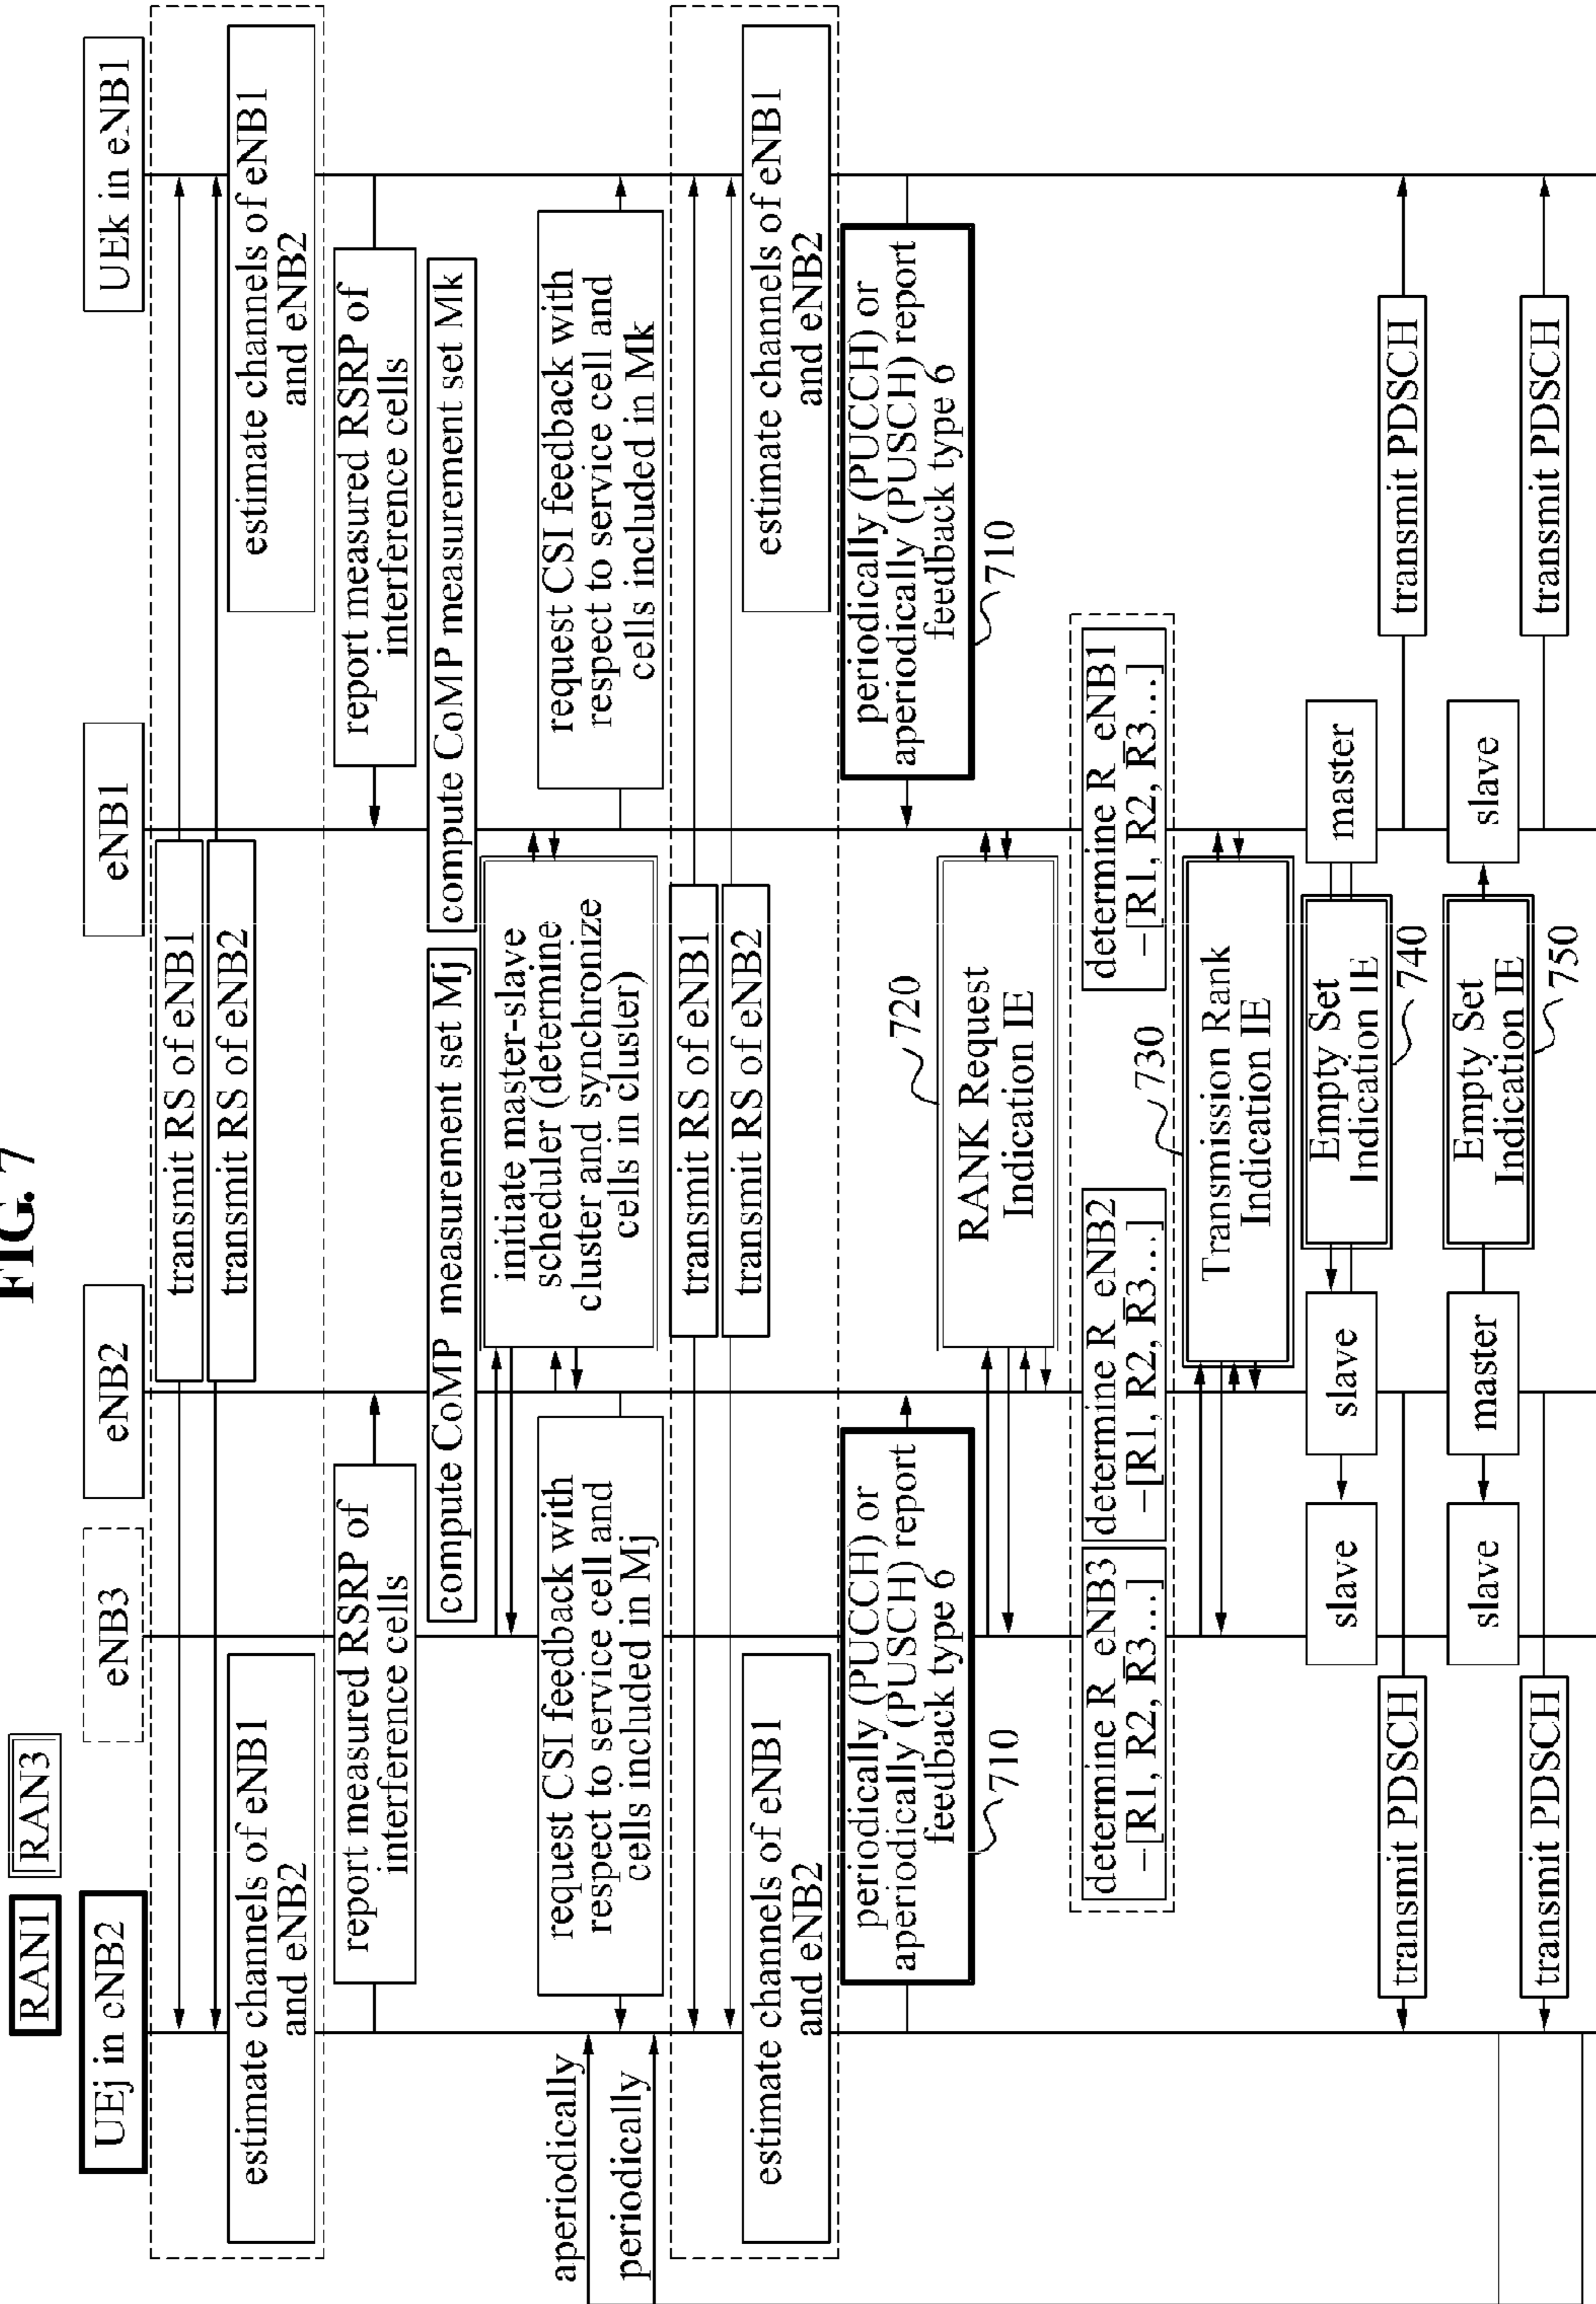 FIG. 7
RAN1
RAN3
UEj in eNB2
eNB3
eNB2
eNB1
UEk in eNB1
transmit RS of eNB1
transmit RS of eNB2
estimate channels of eNB1
and eNB2
estimate channels of eNB1
and eNB2
report measured RSRP of
interference cells
report measured RSRP of
interference cells
compute CoMP measurement set Mj
compute CoMP measurement set Mk
initiate master-slave
scheduler (determine
cluster and synchronize
cells in cluster)
request CSI feedback with
respect to service cell and
cells included in Mj
request CSI feedback with
respect to service cell and
cells included in Mk
aperiodically
periodically
transmit RS of eNB1
transmit RS of eNB2
estimate channels of eNB1
and eNB2
estimate channels of eNB1
and eNB2
periodically (PUCCH) or
aperiodically (PUSCH) report
feedback type 6
710
periodically (PUCCH) or
aperiodically (PUSCH) report
feedback type 6
710
720
RANK Request
Indication IE
determine R_eNB3
–[R1, R2, R3...]
determine R_eNB2
–[R1, R2, R3...]
determine R_eNB1
–[R1, R2, R3...]
730
Transmission Rank
Indication IE
slave
slave
Empty Set
Indication IE
master
740
transmit PDSCH
transmit PDSCH
slave
master
Empty Set
Indication IE
slave
750
transmit PDSCH
transmit PDSCH